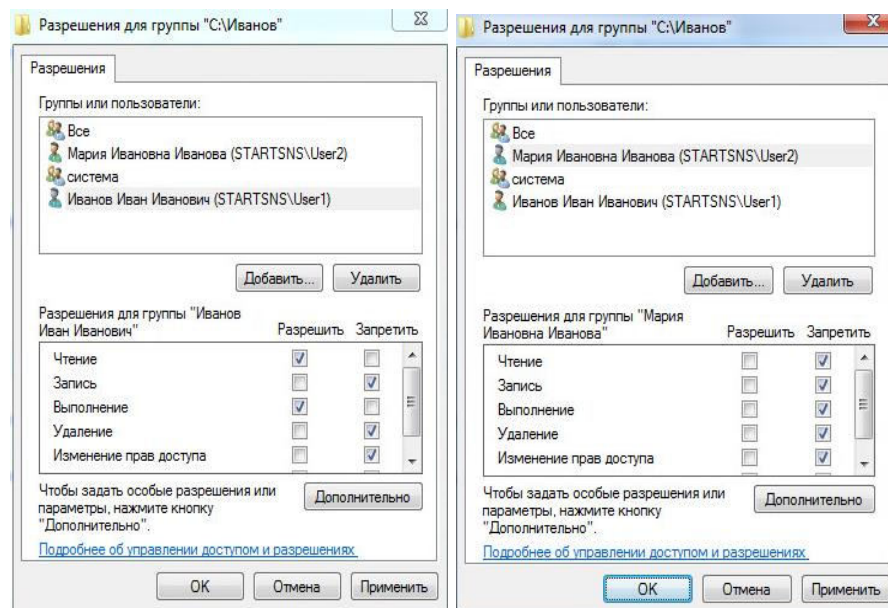 Разрешения для группы "C:\Иванов"
Разрешения
Группы или пользователи:
Все
Мария Ивановна Иванова (STARTSNS\User2)
система
Иванов Иван Иванович (STARTSNS\User1)
Добавить...
Удалить
Разрешения для группы "Иванов
Иван Иванович"
Разрешить
Запретить
Чтение
Запись
Выполнение
Удаление
Изменение прав доступа
Чтобы задать особые разрешения или
параметры, нажмите кнопку
"Дополнительно".
Дополнительно
Подробнее об управлении доступом и разрешениях
ОК
Отмена
Применить
Разрешения для группы "C:\Иванов"
Разрешения
Группы или пользователи:
Все
Мария Ивановна Иванова (STARTSNS\User2)
система
Иванов Иван Иванович (STARTSNS\User1)
Добавить...
Удалить
Разрешения для группы "Мария
Ивановна Иванова"
Разрешить
Запретить
Чтение
Запись
Выполнение
Удаление
Изменение прав доступа
Чтобы задать особые разрешения или
параметры, нажмите кнопку
"Дополнительно".
Дополнительно
Подробнее об управлении доступом и разрешениях
ОК
Отмена
Применить